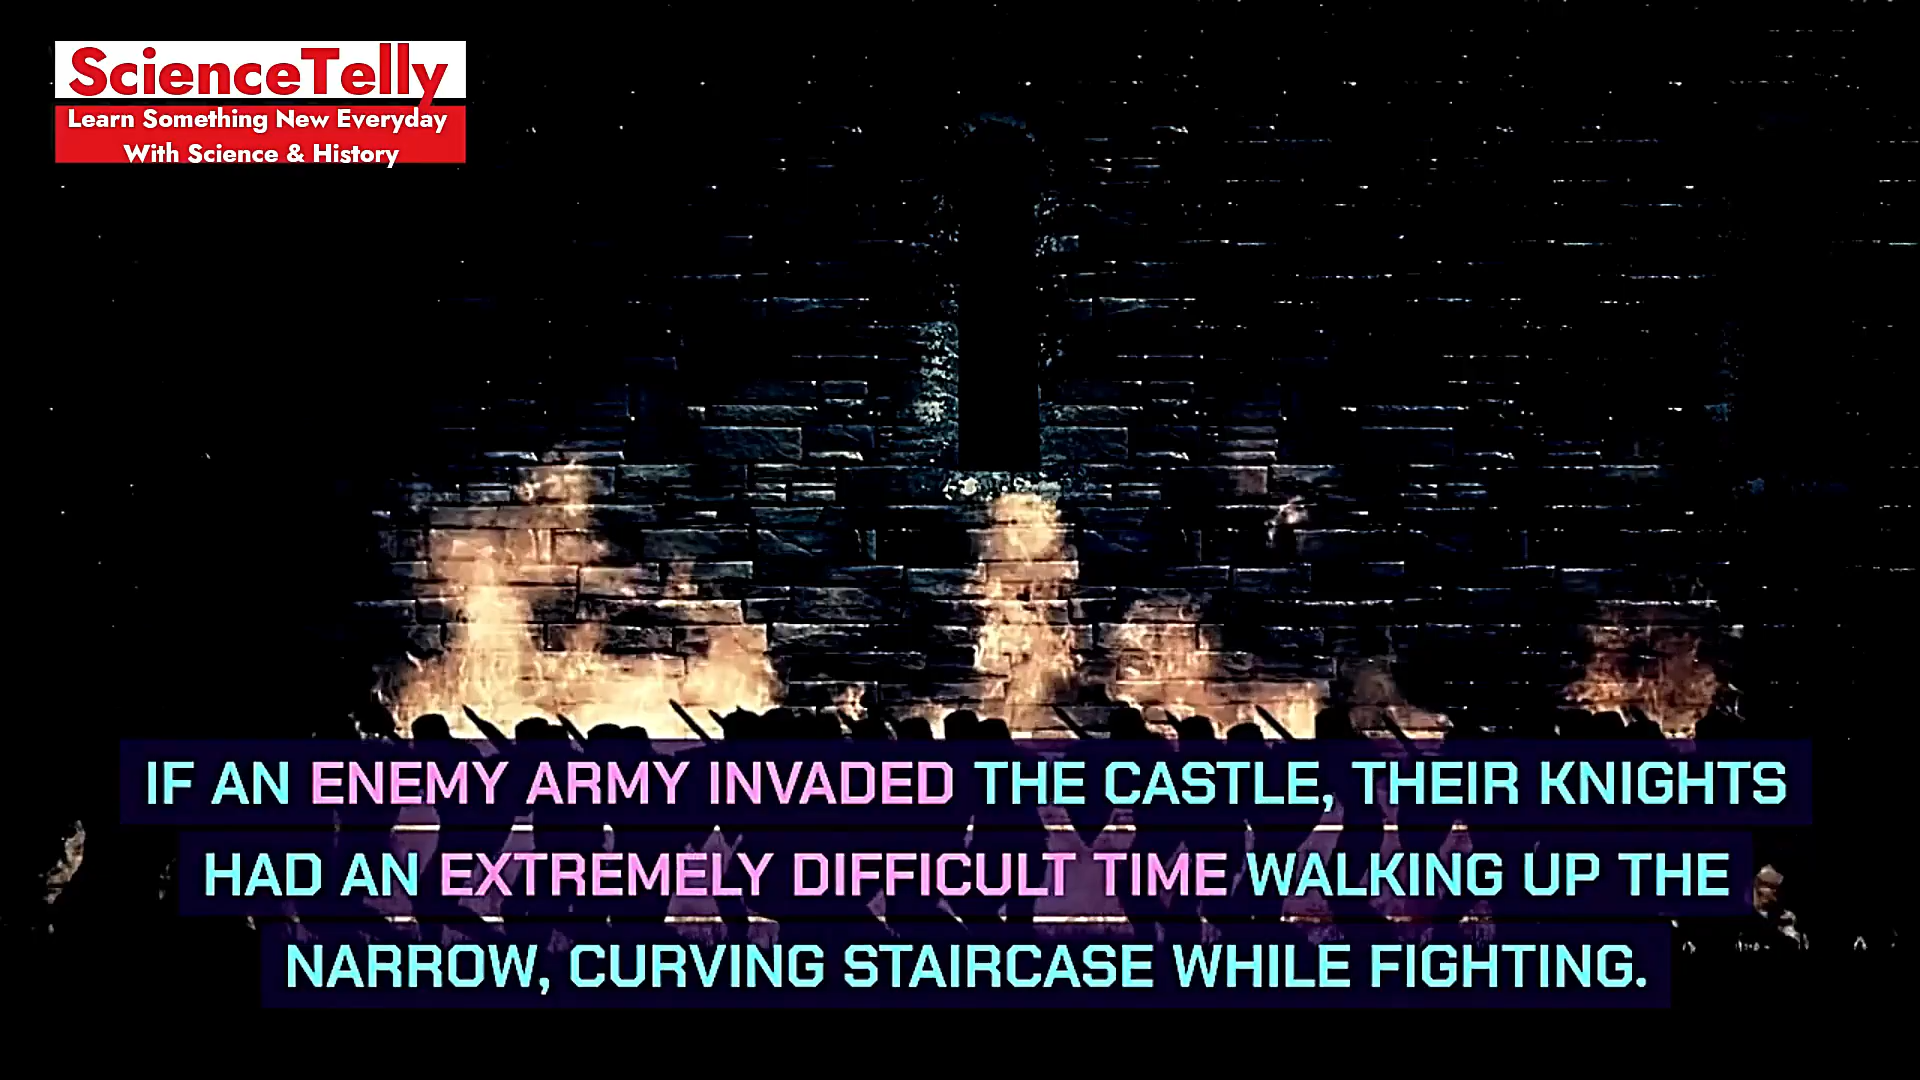 ScienceTelly
Learn Something New Everyday
With Science & History
IF AN ENEMY ARMY INVADED THE CASTLE, THEIR KNIGHTS
HAD AN EXTREMELY DIFFICULT TIME WALKING UP THE
NARROW, CURVING STAIRCASE WHILE FIGHTING.